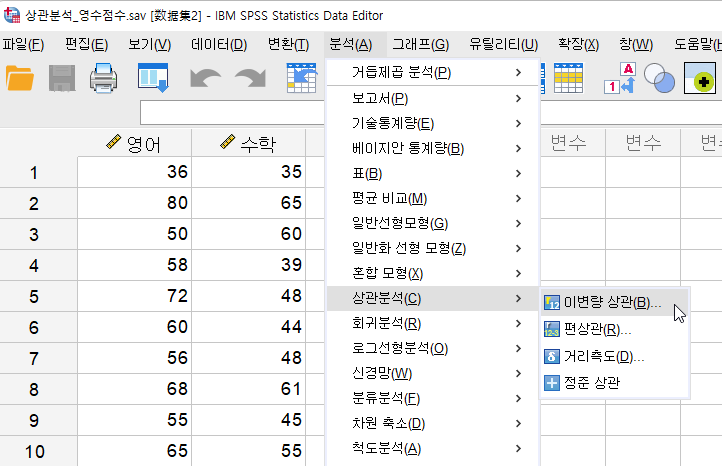 상관분석_영수점수.sav [数据集2] - IBM SPSS Statistics Data Editor
파일(F) 편집(E) 보기(V) 데이터(D) 변환(T) 분석(A) 그래프(G) 유틸리티(U) 확장(X) 창(W) 도움말(H
거듭제곱 분석(P)
보고서(P)
기술통계량(E)
베이지안 통계량(B)
표(B)
평균 비교(M)
일반선형모형(G)
일반화 선형 모형(Z)
혼합 모형(X)
상관분석(C)
회귀분석(R)
로그선형분석(O)
신경망(W)
분류분석(F)
차원 축소(D)
척도분석(A)
이변량 상관(B)...
편상관(R)...
거리측도(D)...
정준 상관
영어 수학 변수 변수 변수
1 36 35
2 80 65
3 50 60
4 58 39
5 72 48
6 60 44
7 56 48
8 68 61
9 55 45
10 65 55